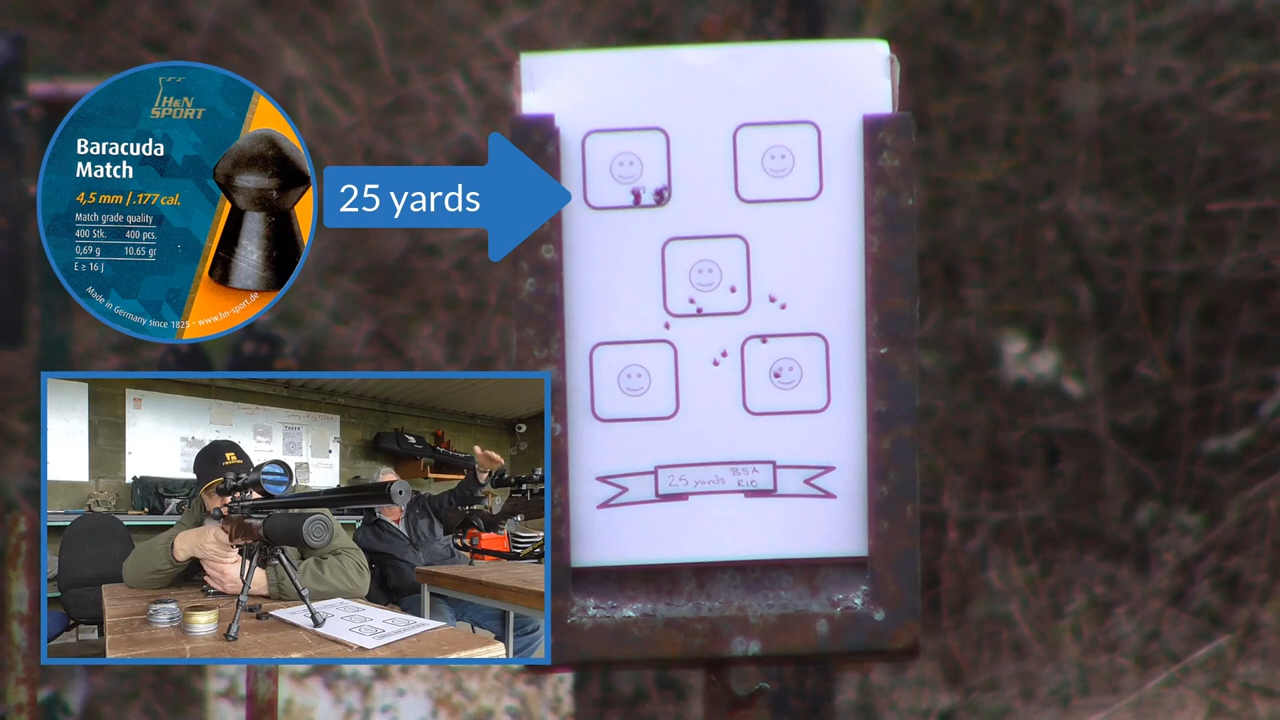 H&N
SPORT
Baracuda
Match
4,5 mm / .177 cal.
Match grade quality
400 Stk. 400 pcs.
0,69 g 10.65 gr
E ≥ 16 J
Made in Germany since 1825 - www.hn-sport.de
25 yards
25 yards BSA
R10